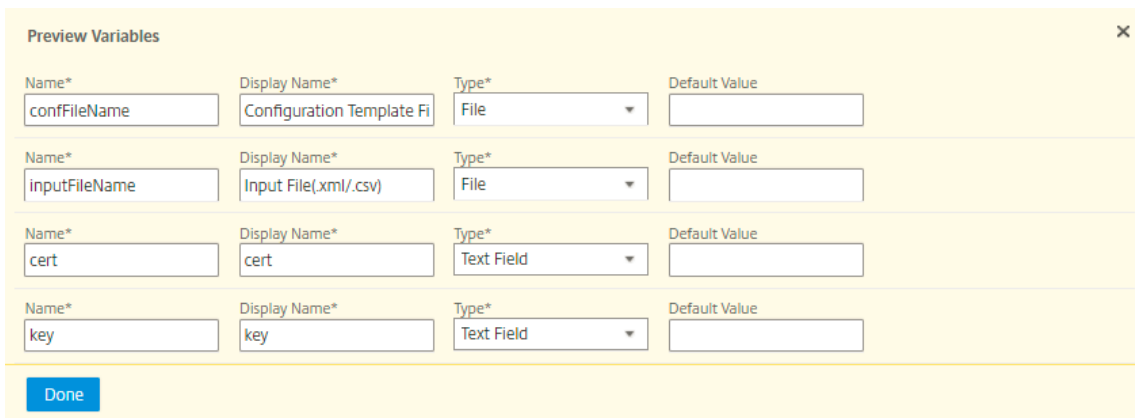 Preview Variables
Name* Display Name* Type* Default Value
confFileName Configuration Template Fi File
Name* Display Name* Type* Default Value
inputFileName Input File(.xml/.csv) File
Name* Display Name* Type* Default Value
cert cert Text Field
Name* Display Name* Type* Default Value
key key Text Field
Done